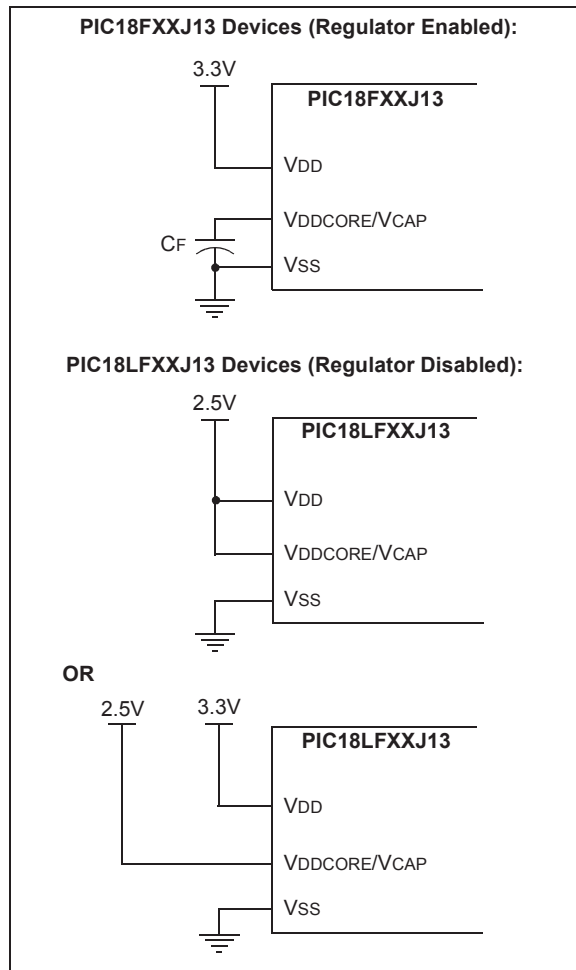 PIC18FXXJ13 Devices (Regulator Enabled):
3.3V
PIC18FXXJ13
VDD
VDDCORE/VCAP
CF
VSS
PIC18LFXXJ13 Devices (Regulator Disabled):
2.5V
PIC18LFXXJ13
VDD
VDDCORE/VCAP
VSS
OR
2.5V 3.3V
PIC18LFXXJ13
VDD
VDDCORE/VCAP
VSS